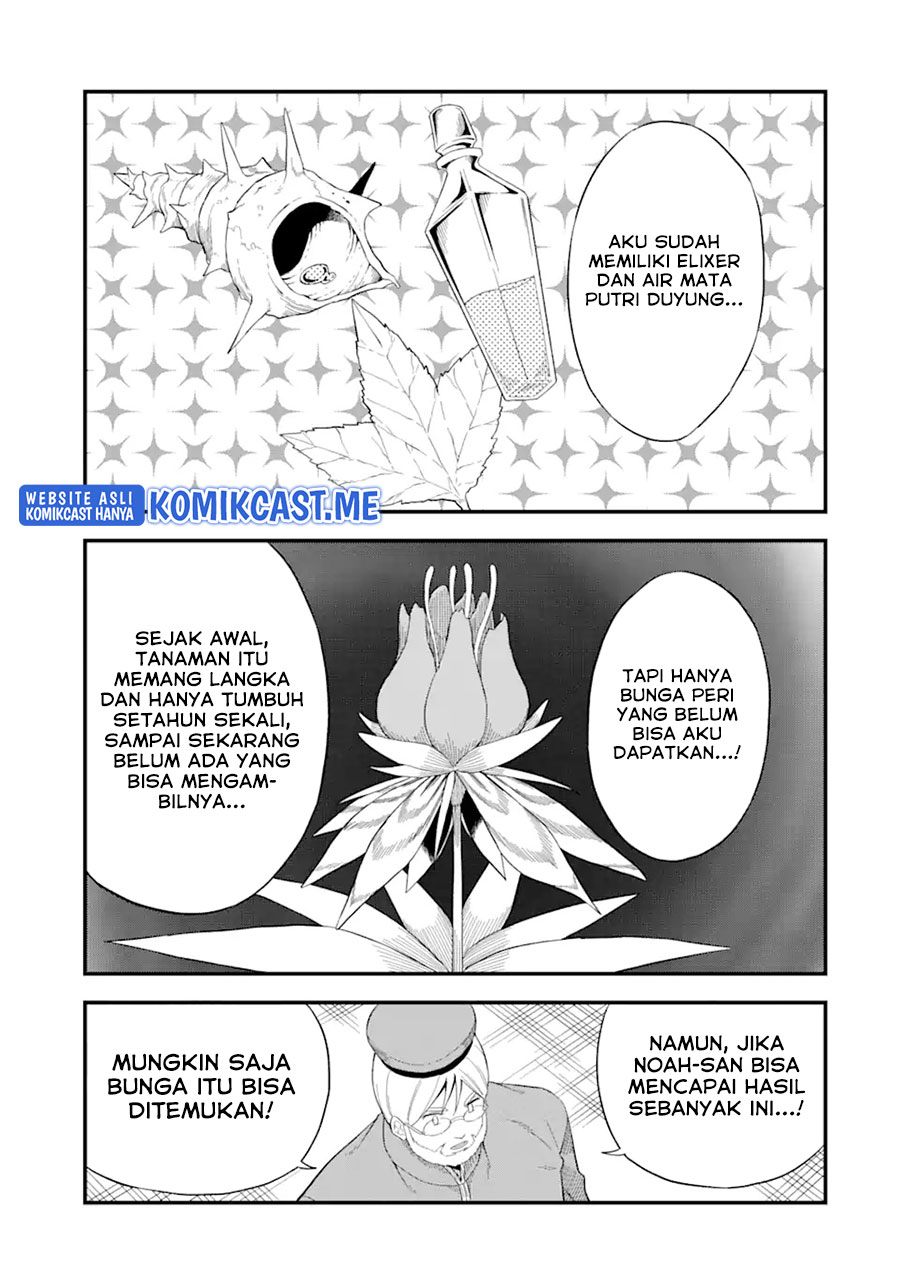 AKU SUDAH
MEMILIKI ELIXER
DAN AIR MATA
PUTRI DUYUNG...
WEBSITE ASLI
KOMIKCAST HANYA
KOMIKCAST.ME
TAPI HANYA
BUNGA PERI
YANG BELUM
BISA AKU
DAPATKAN...!
SEJAK AWAL,
TANAMAN ITU
MEMANG LANGKA
DAN HANYA TUMBUH
SETAHUN SEKALI,
SAMPAI SEKARANG
BELUM ADA YANG
BISA MENGAM-
BILNYA...
NAMUN, JIKA
NOAH-SAN BISA
MENCAPAI HASIL
SEBANYAK INI...!
MUNGKIN SAJA
BUNGA ITU BISA
DITEMUKAN!